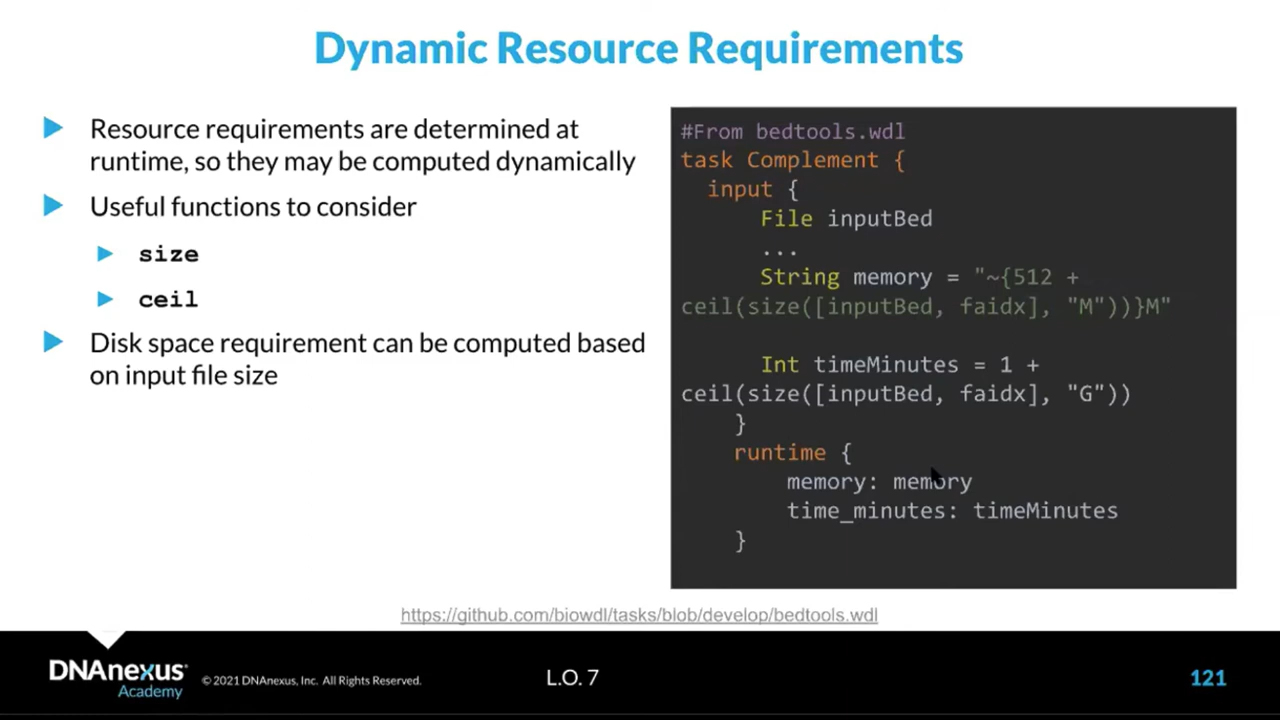 Dynamic Resource Requirements
Resource requirements are determined at
runtime, so they may be computed dynamically
Useful functions to consider
size
ceil
Disk space requirement can be computed based
on input file size
#From bedtools.wdl
task Complement {
input {
File inputBed
...
String memory = "~{512 +
ceil(size([inputBed, faidx], "M"))}M"
Int timeMinutes = 1 +
ceil(size([inputBed, faidx], "G"))
}
runtime {
memory: memory
time_minutes: timeMinutes
}
https://github.com/biowdl/tasks/blob/develop/bedtools.wdl
DNAnexus®
Academy
© 2021 DNAnexus, Inc. All Rights Reserved.
L.O. 7
121